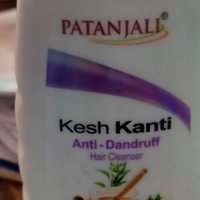 PATANJALI®
Kesh Kanti
Anti-Dandruff
Hair Cleanser